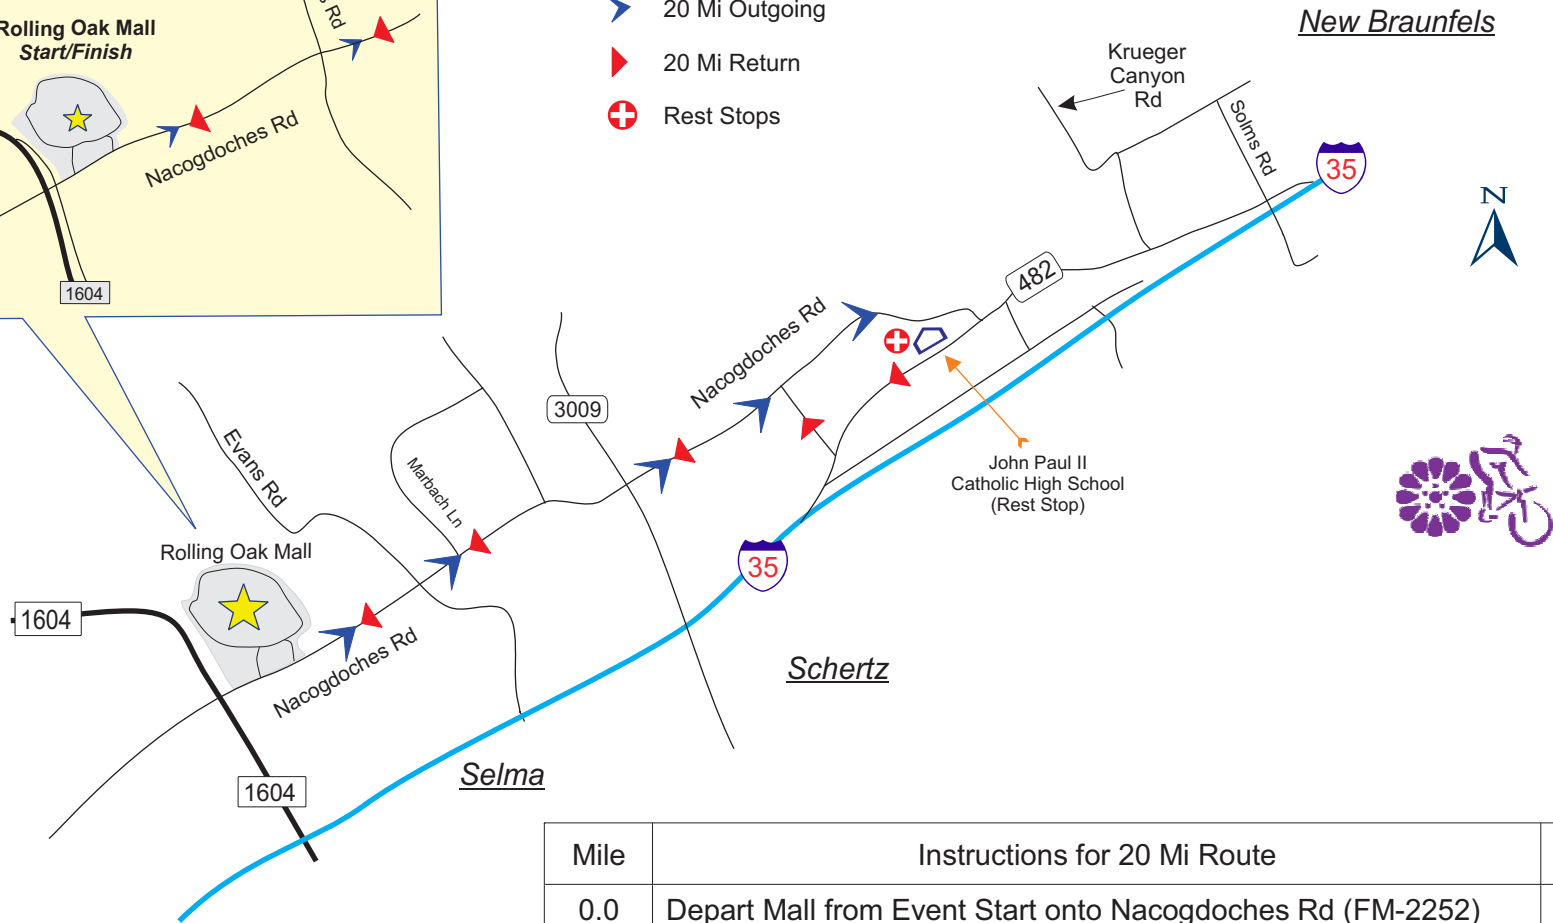 Rolling Oak Mall
Start/Finish
s Rd
Nacogdoches Rd
1604
20 Mi Outgoing
20 Mi Return
Rest Stops
New Braunfels
Krueger
Canyon
Rd
Solms Rd
35
N
482
Nacogdoches Rd
3009
Evans Rd
Marbach Ln
John Paul II
Catholic High School
(Rest Stop)
Rolling Oak Mall
35
1604
Nacogdoches Rd
Schertz
Selma
1604
Mile
Instructions for 20 Mi Route
0.0
Depart Mall from Event Start onto Nacogdoches Rd (FM-2252)